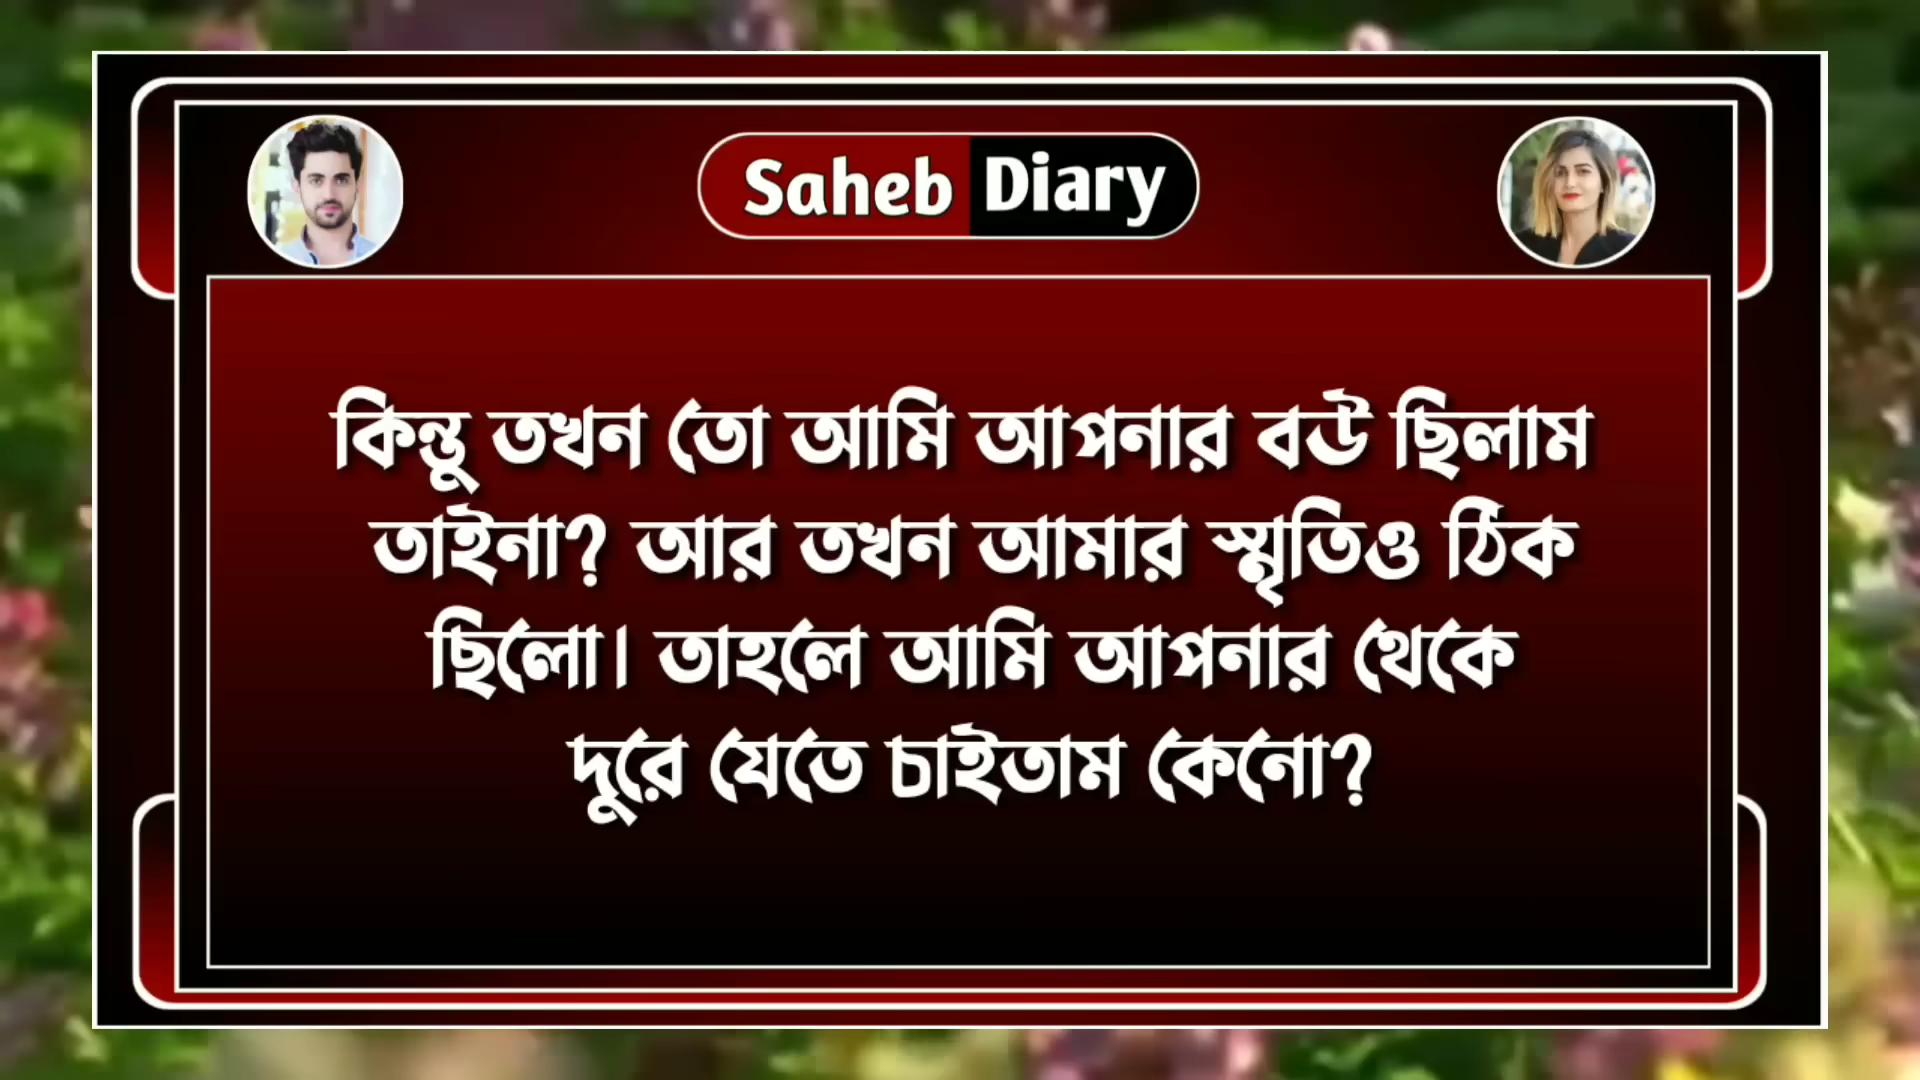 Saheb Diary
কিন্তু তখন তো আমি আপনার বউ ছিলাম
তাইনা? আর তখন আমার স্মৃতিও ঠিক
ছিলো। তাহলে আমি আপনার থেকে
দুরে যেতে চাইতাম কেনো?